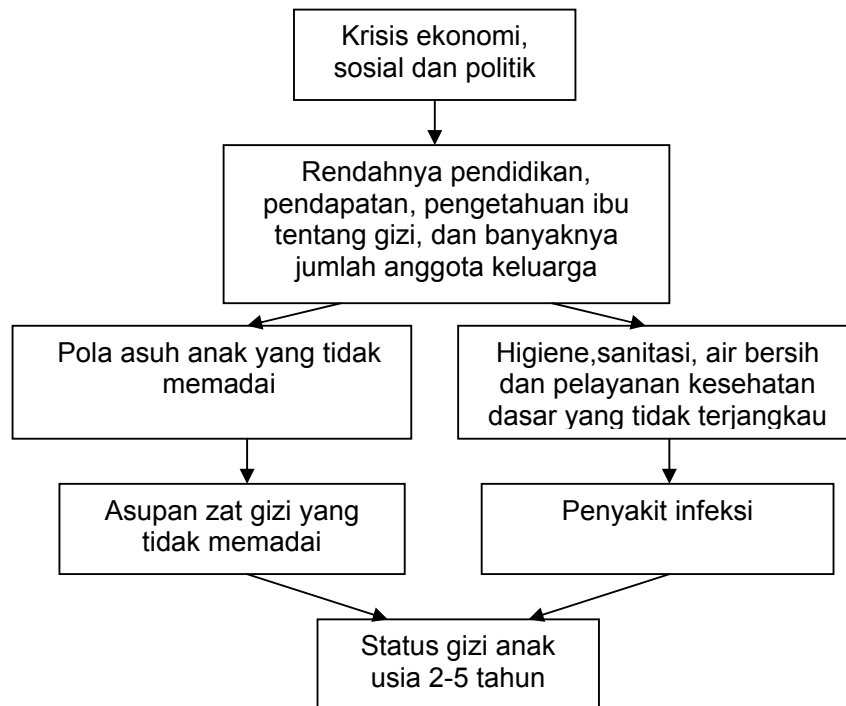 Krisis ekonomi,
sosial dan politik
Rendahnya pendidikan,
pendapatan, pengetahuan ibu
tentang gizi, dan banyaknya
jumlah anggota keluarga
Pola asuh anak yang tidak
memadai
Higiene,sanitasi, air bersih
dan pelayanan kesehatan
dasar yang tidak terjangkau
Asupan zat gizi yang
tidak memadai
Penyakit infeksi
Status gizi anak
usia 2-5 tahun